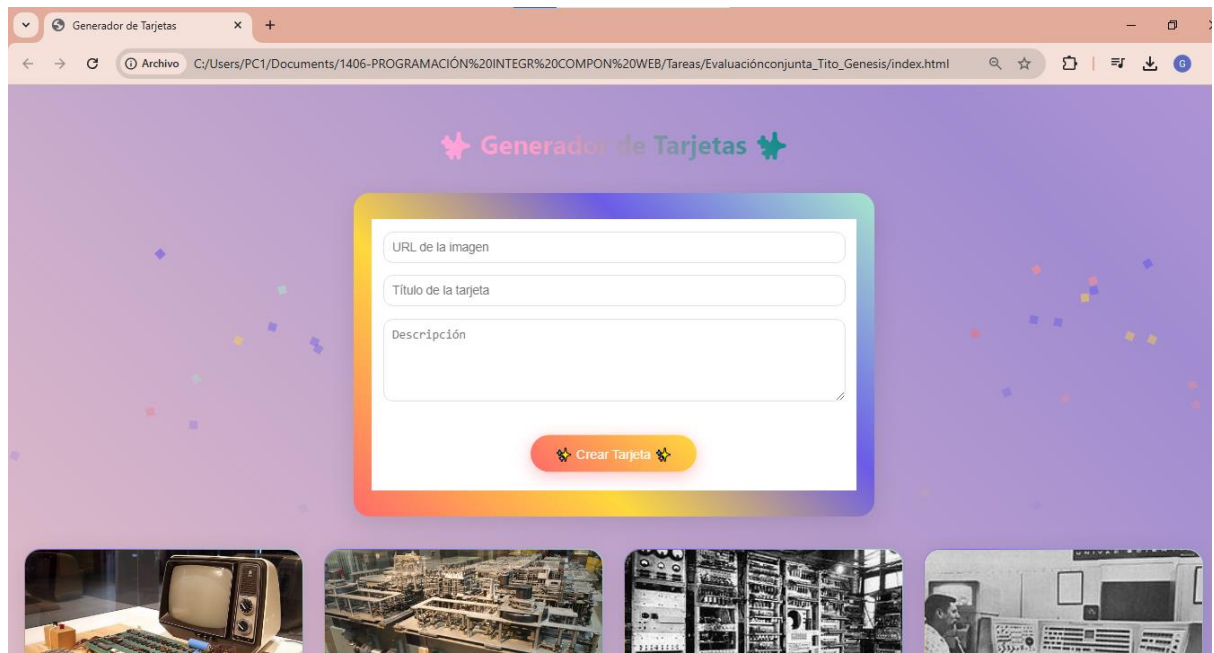 Generador de Tarjetas
Archivo C:/Users/PC1/Documents/1406-PROGRAMACIÓN%20INTEGR%20COMPON%20WEB/Tareas/Evaluaciónconjunta_Tito_Genesis/index.html
G
Generador de Tarjetas
URL de la imagen
Título de la tarjeta
Descripción
Crear Tarjeta